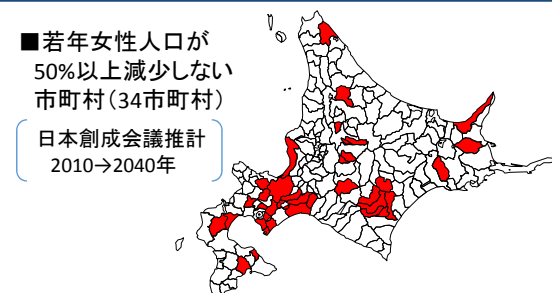 ■若年女性人口が
50%以上減少しない
市町村（34市町村）
日本創成会議推計
2010→2040年